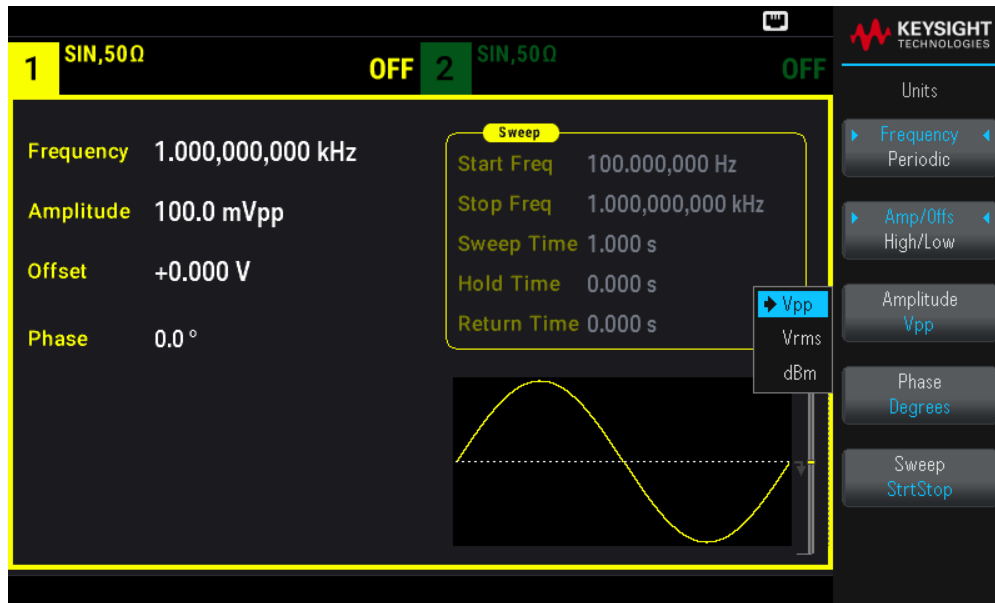 1 SIN,50Ω OFF 2 SIN,50Ω OFF
KEYSIGHT
TECHNOLOGIES
Units
Frequency 1.000,000,000 kHz
Amplitude 100.0 mVpp
Offset +0.000 V
Phase 0.0 °
Sweep
Start Freq 100.000,000 Hz
Stop Freq 1.000,000,000 kHz
Sweep Time 1.000 s
Hold Time 0.000 s
Return Time 0.000 s
Vpp
Vrms
dBm
Frequency
Periodic
Amp/Offs
High/Low
Amplitude
Vpp
Phase
Degrees
Sweep
StrtStop